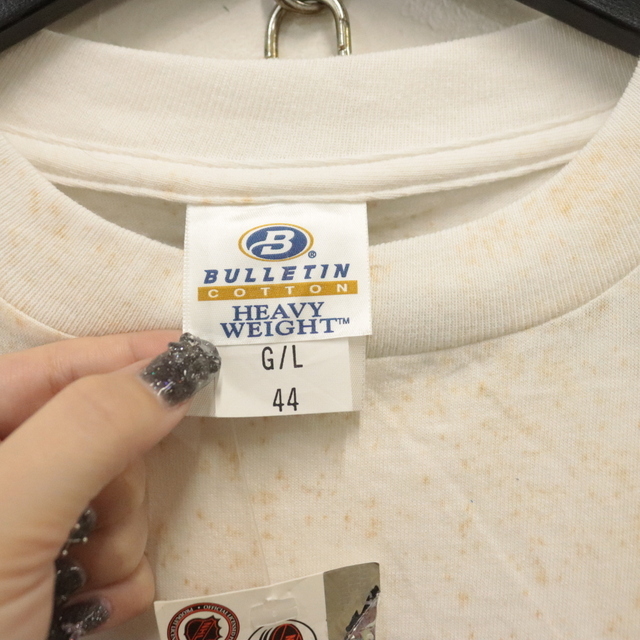 B ®
BULLETIN
COTTON
HEAVY
WEIGHT™
G/L
44